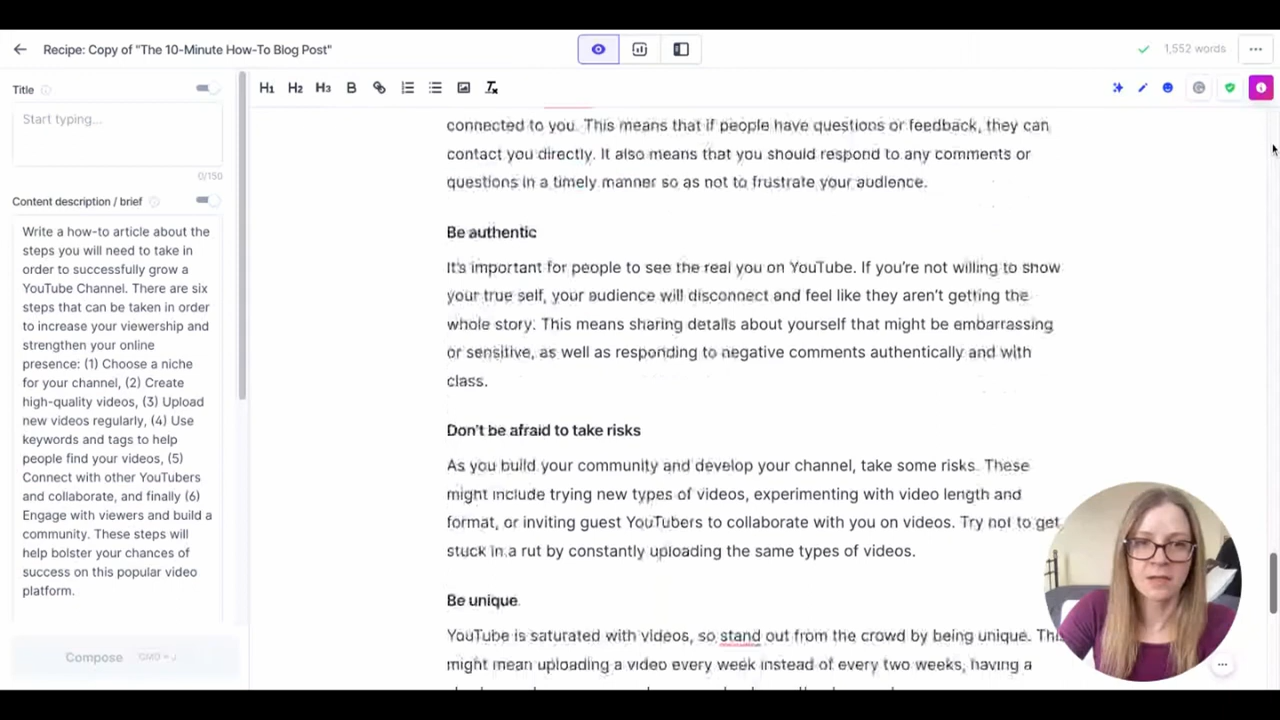 Recipe: Copy of "The 10-Minute How-To Blog Post"
1,552 words
Title
Start typing...
0/150
Content description / brief
Write a how-to article about the
steps you will need to take in
order to successfully grow a
YouTube Channel. There are six
steps that can be taken in order
to increase your viewership and
strengthen your online
presence: (1) Choose a niche
for your channel, (2) Create
high-quality videos, (3) Upload
new videos regularly, (4) Use
keywords and tags to help
people find your videos, (5)
Connect with other YouTubers
and collaborate, and finally (6)
Engage with viewers and build a
community. These steps will
help bolster your chances of
success on this popular video
platform.
Compose
H1 H2 H3 B
connected to you. This means that if people have questions or feedback, they can
contact you directly. It also means that you should respond to any comments or
questions in a timely manner so as not to frustrate your audience.
Be authentic
It's important for people to see the real you on YouTube. If you're not willing to show
your true self, your audience will disconnect and feel like they aren't getting the
whole story. This means sharing details about yourself that might be embarrassing
or sensitive, as well as responding to negative comments authentically and with
class.
Don't be afraid to take risks
As you build your community and develop your channel, take some risks. These
might include trying new types of videos, experimenting with video length and
format, or inviting guest YouTubers to collaborate with you on videos. Try not to get
stuck in a rut by constantly uploading the same types of videos.
Be unique
YouTube is saturated with videos, so stand out from the crowd by being unique.
might mean uploading a video every week instead of every two weeks, having a